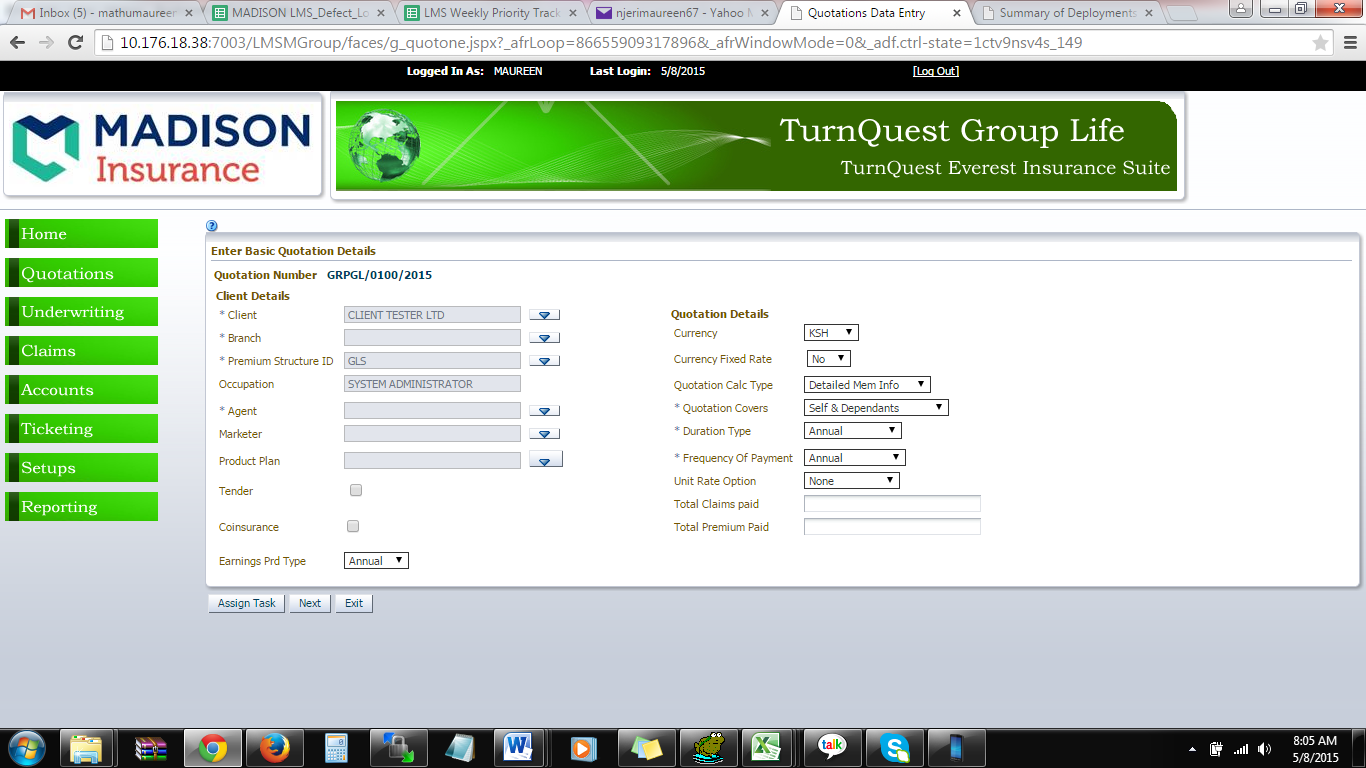 Inbox (5) - mathumaureen
MADISON LMS_Defect_Lo
LMS Weekly Priority Track
njerimaureen67 - Yahoo M
Quotations Data Entry
Summary of Deployments
10.176.18.38:7003/LMSMGroup/faces/g_quotone.jspx?_afrLoop=86655909317896&_afrWindowMode=0&_adf.ctrl-state=1ctv9nsv4s_149
Logged In As: MAUREEN Last Login: 5/8/2015 [Log Out]
MADISON
Insurance
TurnQuest Group Life
TurnQuest Everest Insurance Suite
Home
Quotations
Underwriting
Claims
Accounts
Ticketing
Setups
Reporting
Enter Basic Quotation Details
Quotation Number GRPGL/0100/2015
Client Details
* Client CLIENT TESTER LTD
* Branch
* Premium Structure ID GLS
Occupation SYSTEM ADMINISTRATOR
* Agent
Marketer
Product Plan
Tender
Coinsurance
Earnings Prd Type Annual
Quotation Details
Currency KSH
Currency Fixed Rate No
Quotation Calc Type Detailed Mem Info
* Quotation Covers Self & Dependants
* Duration Type Annual
* Frequency Of Payment Annual
Unit Rate Option None
Total Claims paid
Total Premium Paid
Assign Task Next Exit
talk
8:05 AM
5/8/2015